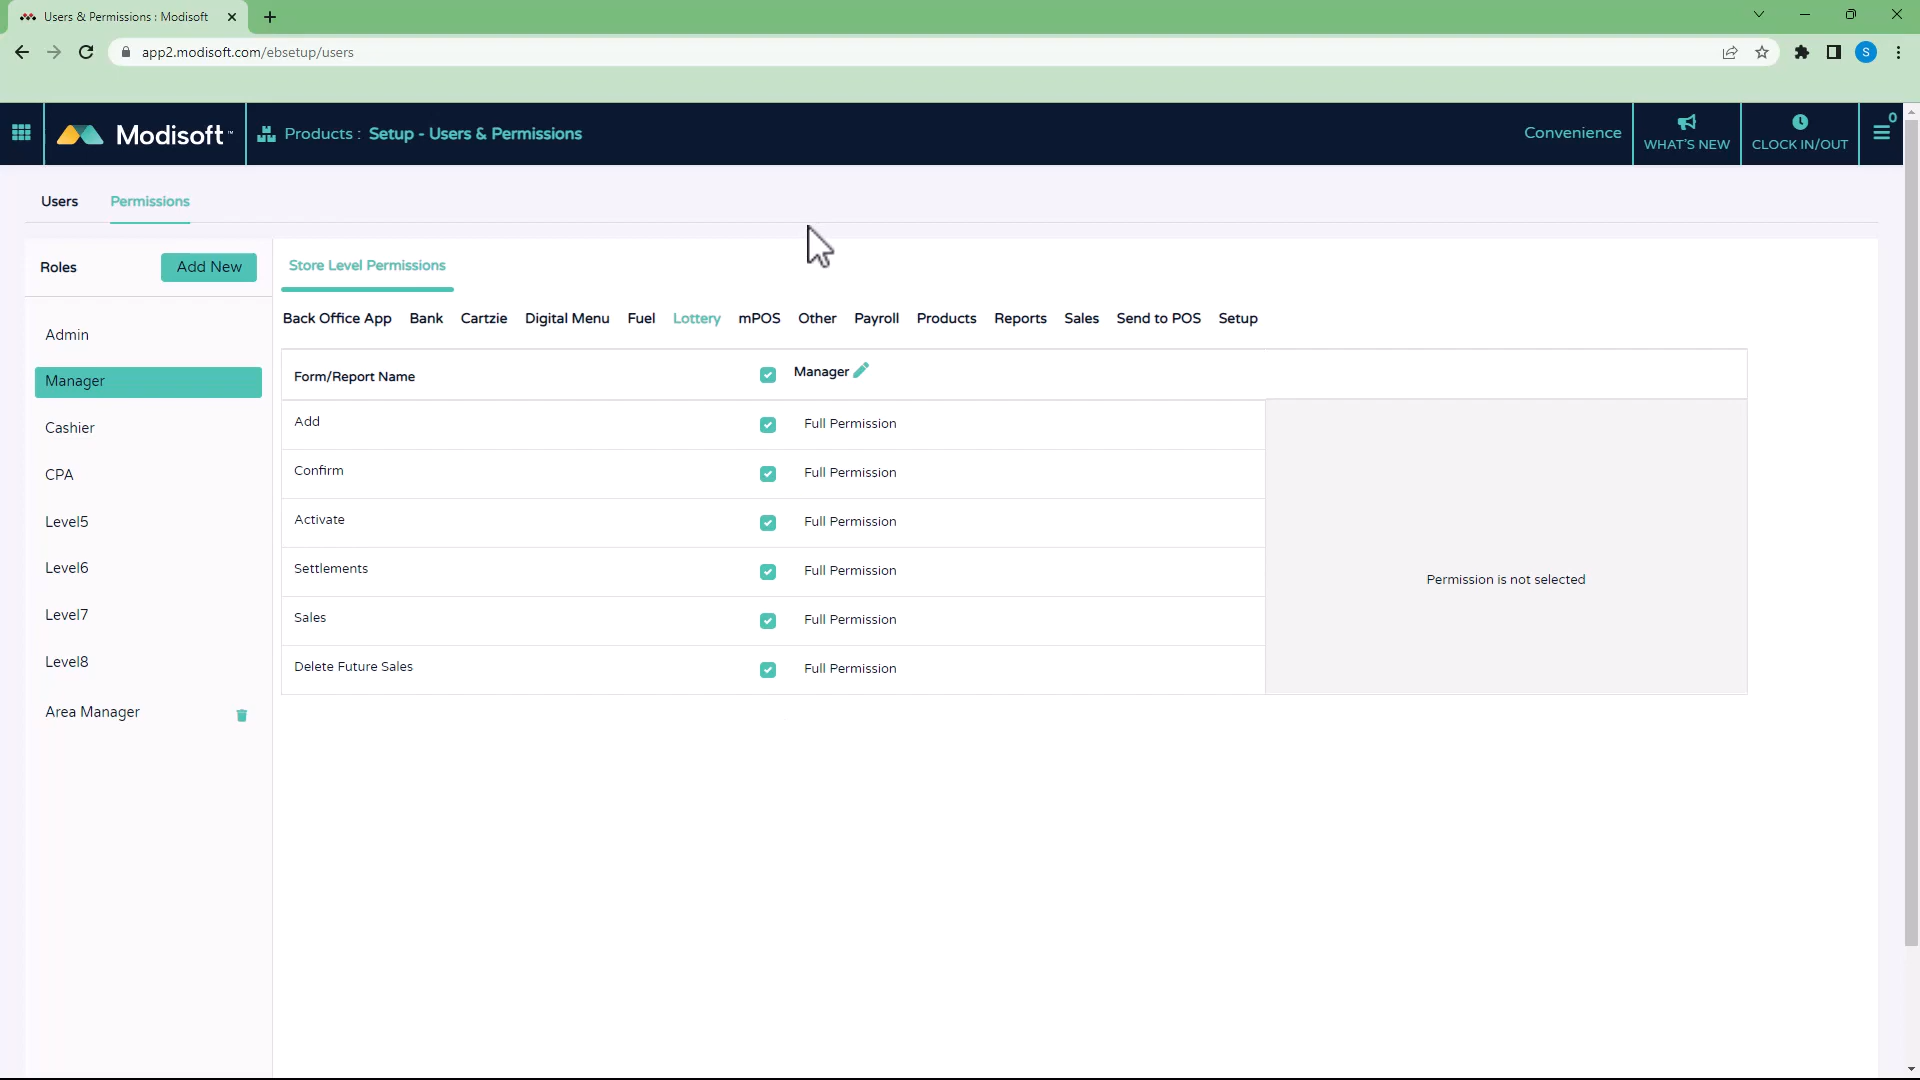 Users & Permissions : Modisoft
app2.modisoft.com/ebsetup/users
S
Modisoft™
Products : Setup - Users & Permissions
Convenience
WHAT'S NEW
CLOCK IN/OUT
0
Users
Permissions
Roles
Add New
Admin
Manager
Cashier
CPA
Level5
Level6
Level7
Level8
Area Manager
Store Level Permissions
Back Office App Bank Cartzie Digital Menu Fuel Lottery mPOS Other Payroll Products Reports Sales Send to POS Setup
Form/Report Name Manager
Add Full Permission
Confirm Full Permission
Activate Full Permission
Settlements Full Permission
Sales Full Permission
Delete Future Sales Full Permission
Permission is not selected